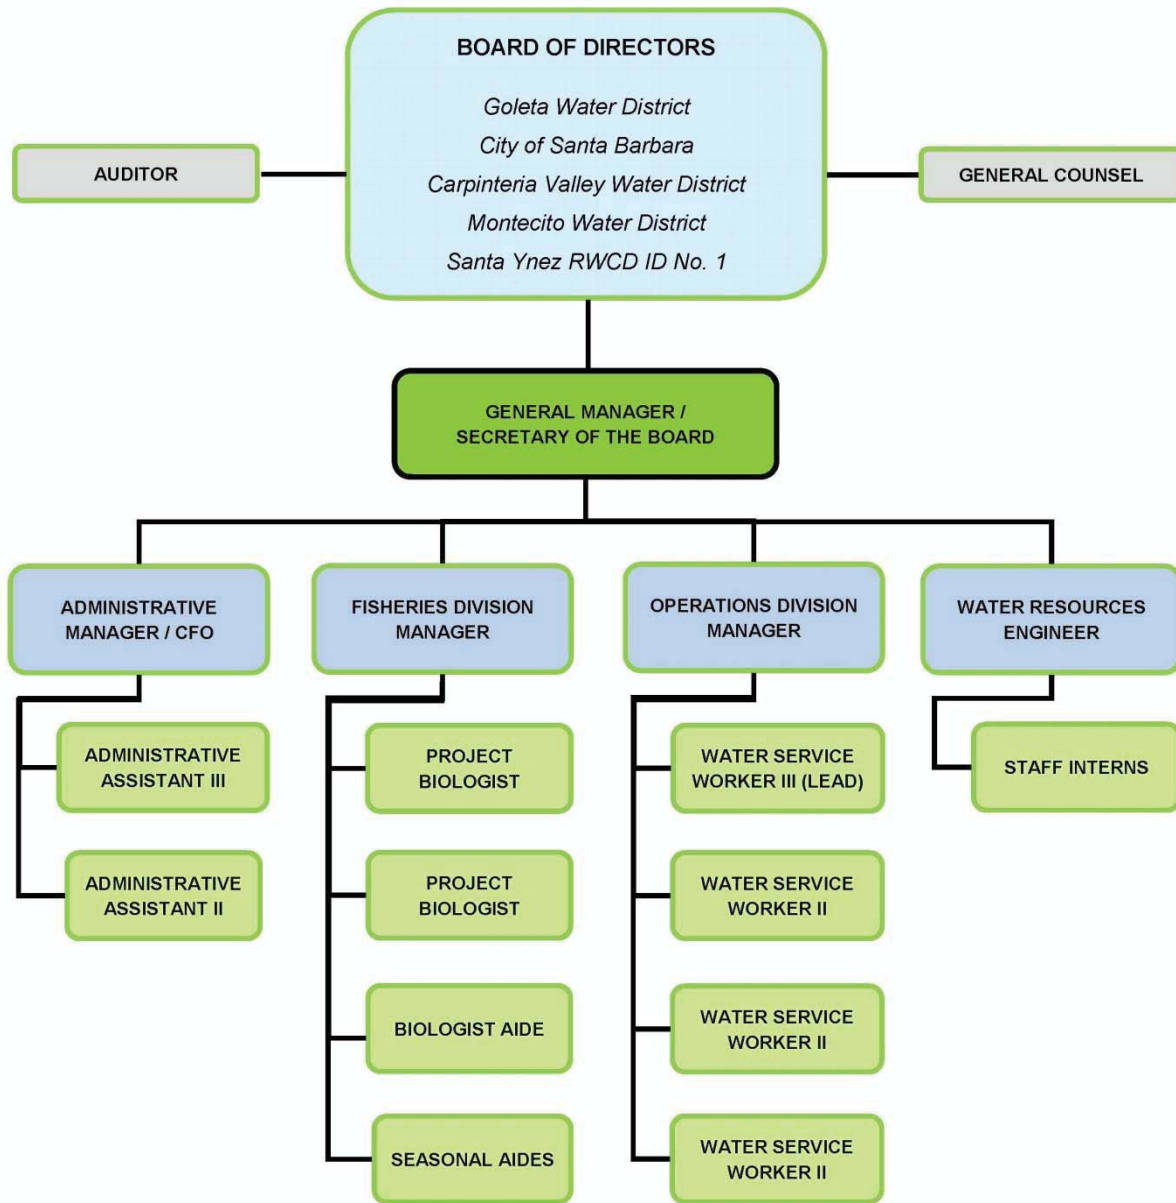 BOARD OF DIRECTORS
Goleta Water District
City of Santa Barbara
Carpinteria Valley Water District
Montecito Water District
Santa Ynez RWCD ID No. 1
AUDITOR
GENERAL COUNSEL
GENERAL MANAGER /
SECRETARY OF THE BOARD
ADMINISTRATIVE
MANAGER / CFO
FISHERIES DIVISION
MANAGER
OPERATIONS DIVISION
MANAGER
WATER RESOURCES
ENGINEER
ADMINISTRATIVE
ASSISTANT III
ADMINISTRATIVE
ASSISTANT II
PROJECT
BIOLOGIST
PROJECT
BIOLOGIST
BIOLOGIST AIDE
SEASONAL AIDES
WATER SERVICE
WORKER III (LEAD)
WATER SERVICE
WORKER II
WATER SERVICE
WORKER II
WATER SERVICE
WORKER II
STAFF INTERNS